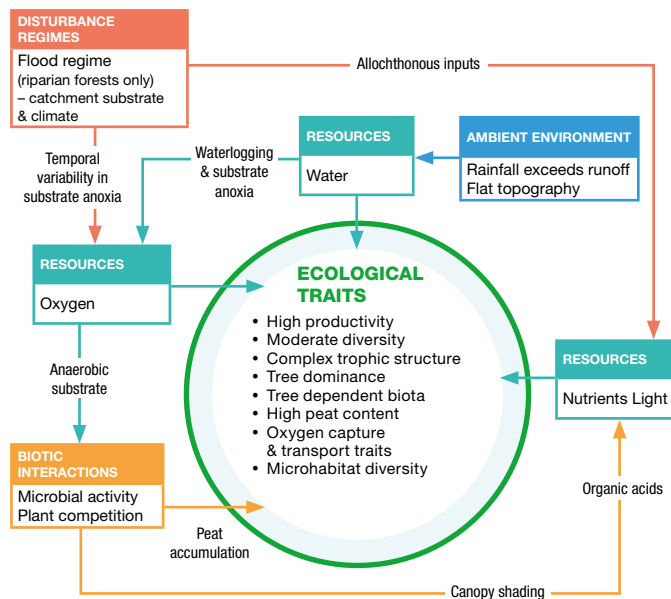 DISTURBANCE
REGIMES
Flood regime
(riparian forests only)
– catchment substrate
& climate
Allochthonous inputs
Temporal
variability in
substrate anoxia
Waterlogging
& substrate
anoxia
RESOURCES
Water
AMBIENT ENVIRONMENT
Rainfall exceeds runoff
Flat topography
RESOURCES
Oxygen
ECOLOGICAL
TRAITS
• High productivity
• Moderate diversity
• Complex trophic structure
• Tree dominance
• Tree dependent biota
• High peat content
• Oxygen capture
& transport traits
• Microhabitat diversity
RESOURCES
Nutrients Light
Anaerobic
substrate
BIOTIC
INTERACTIONS
Microbial activity
Plant competition
Peat
accumulation
Organic acids
Canopy shading